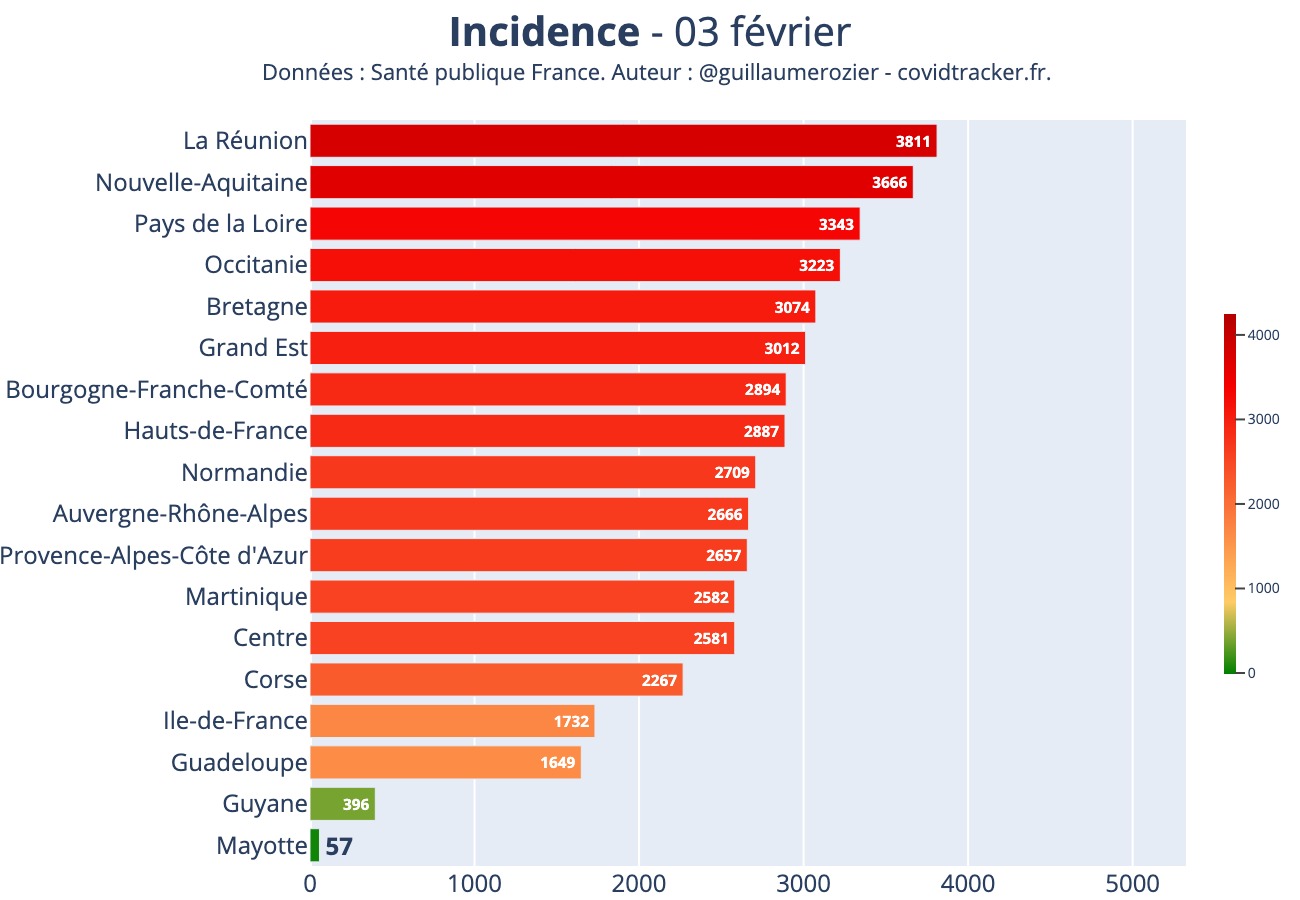 Incidence - 03 février
Données : Santé publique France. Auteur : @guillaumerozier - covidtracker.fr.
La Réunion 3811
Nouvelle-Aquitaine 3666
Pays de la Loire 3343
Occitanie 3223
Bretagne 3074
Grand Est 3012
Bourgogne-Franche-Comté 2894
Hauts-de-France 2887
Normandie 2709
Auvergne-Rhône-Alpes 2666
Provence-Alpes-Côte d'Azur 2657
Martinique 2582
Centre 2581
Corse 2267
Ile-de-France 1732
Guadeloupe 1649
Guyane 396
Mayotte 57
0 1000 2000 3000 4000 5000
4000
3000
2000
1000
0